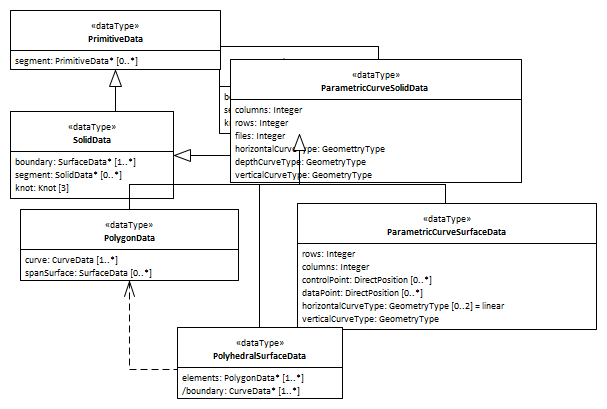 «dataType»
PrimitiveData
segment: PrimitiveData* [0..*]
«dataType»
ParametricCurveSolidData
columns: Integer
rows: Integer
files: Integer
horizontalCurveType: GeomettryType
depthCurveType: GeometryType
verticalCurveType: GeometryType
«dataType»
SolidData
boundary: SurfaceData* [1..*]
segment: SolidData* [0..*]
knot: Knot [3]
«dataType»
PolygonData
curve: CurveData [1..*]
spanSurface: SurfaceData [0..*]
«dataType»
ParametricCurveSurfaceData
rows: Integer
columns: Integer
controlPoint: DirectPosition [0..*]
dataPoint: DirectPosition [0..*]
horizontalCurveType: GeometryType [0..2] = linear
verticalCurveType: GeometryType
«dataType»
PolyhedralSurfaceData
elements: PolygonData* [1..*]
/boundary: CurveData* [1..*]